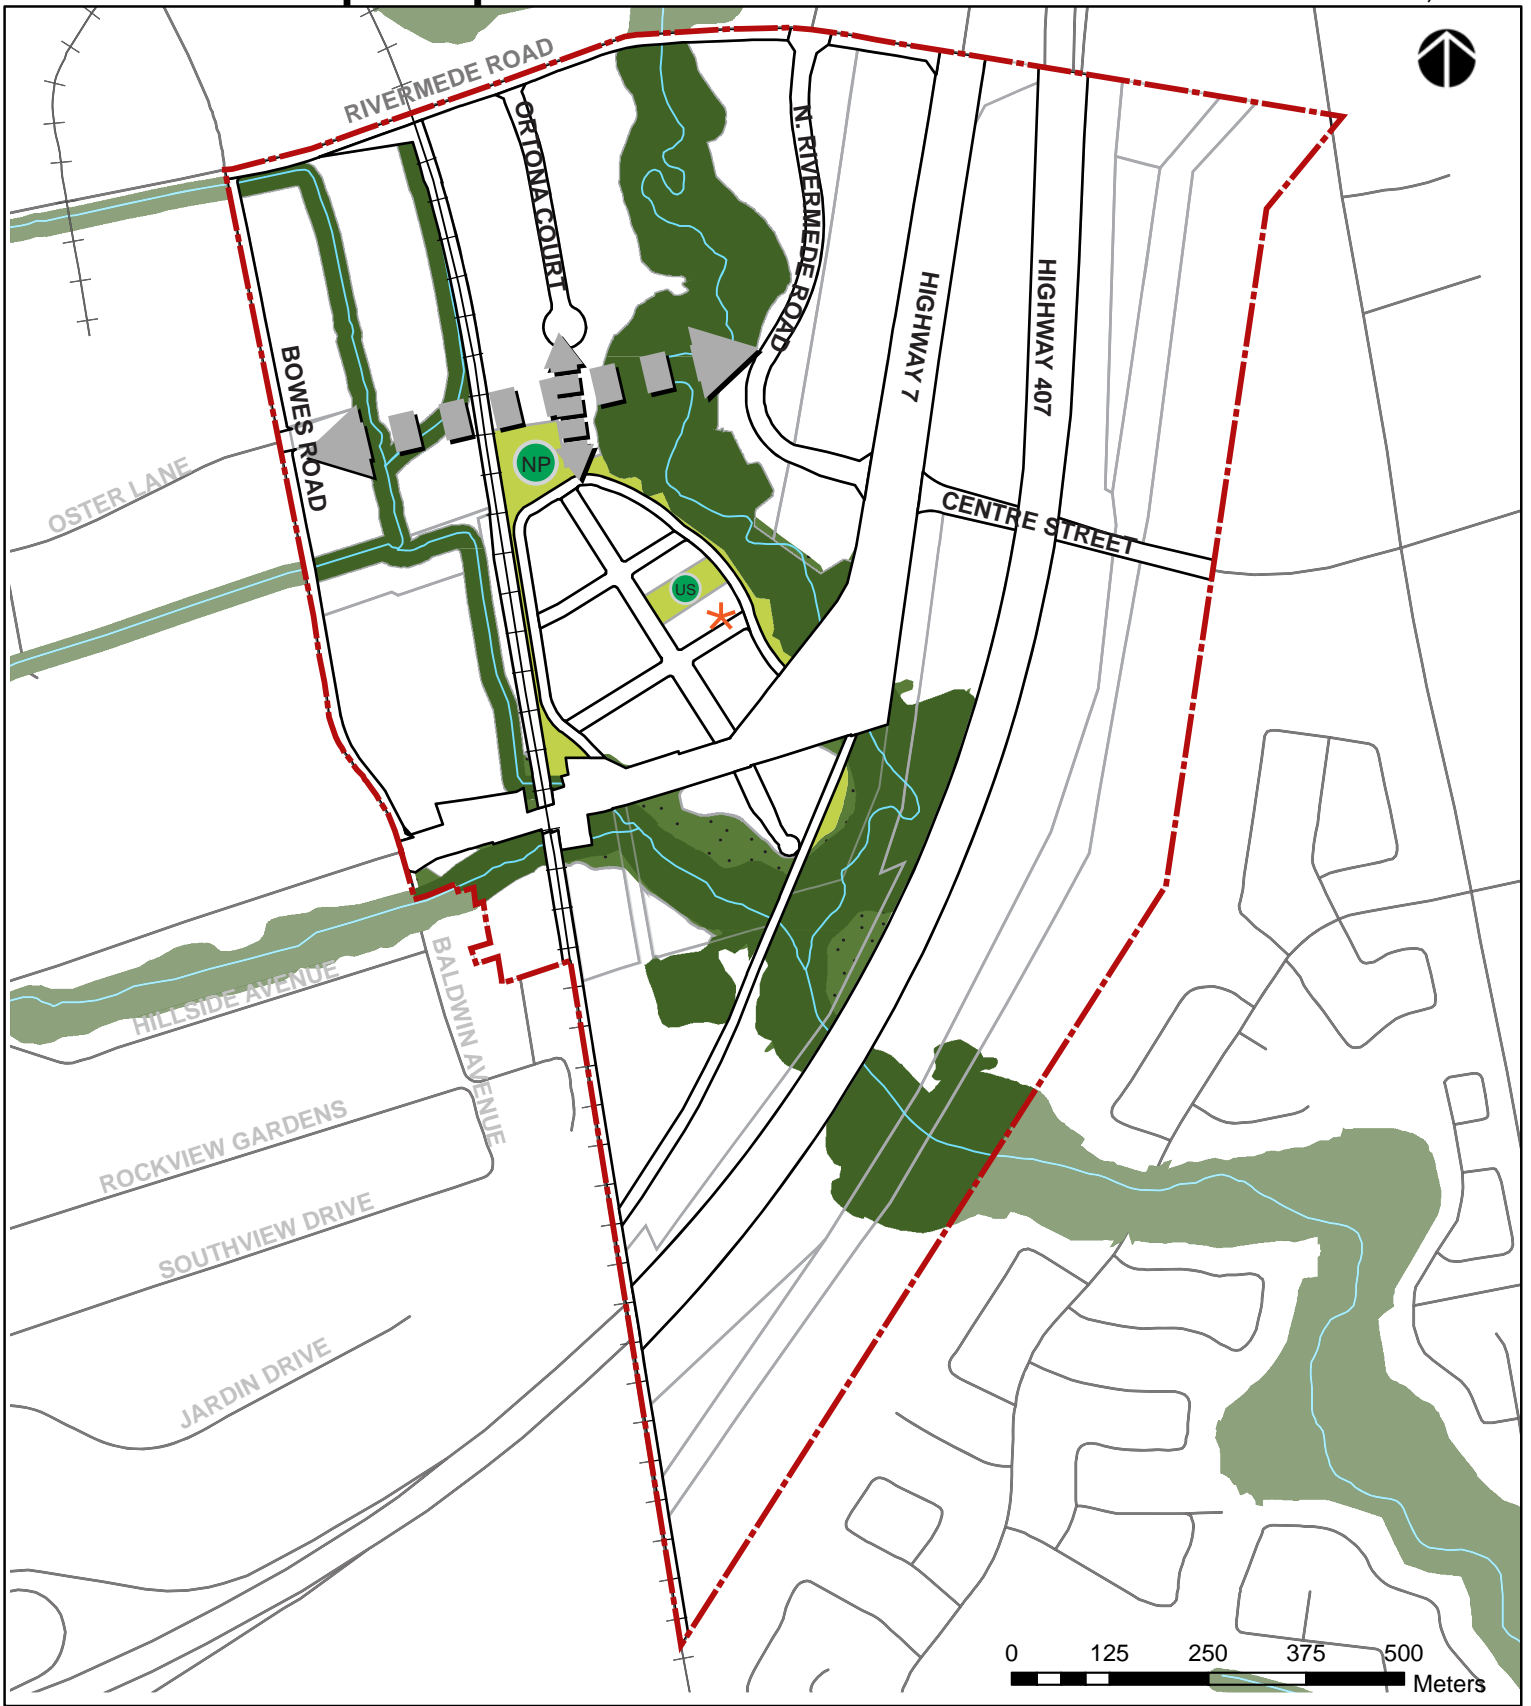 RIVERMEDE ROAD
ORTONA COURT
N. RIVERMEDE ROAD
HIGHWAY 7
HIGHWAY 407
BOWES ROAD
OSTER LANE
NP
CENTRE STREET
US
HILLSIDE AVENUE
BALDWIN AVENUE
ROCKVIEW GARDENS
SOUTHVIEW DRIVE
JARDIN DRIVE
0 125 250 375 500
Meters